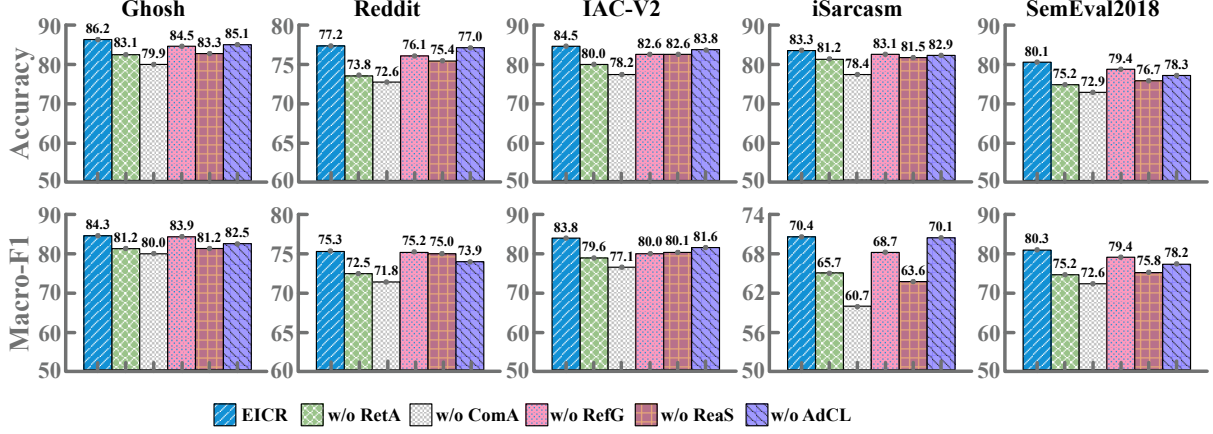 Ghosh Reddit IAC-V2 iSarcasm SemEval2018
Accuracy
90 80 80 60 50
86.2 83.1 79.9 84.5 83.3 85.1
80 75 70 65 60
77.2 73.8 72.6 76.1 75.4 77.0
90 80 70 60 50
84.5 80.0 78.2 82.6 82.6 83.8
90 80 70 60 50
83.3 81.2 78.4 83.1 81.5 82.9
90 80 70 60 50
80.1 75.2 72.9 79.4 76.7 78.3
Macro-F1
90 80 80 60 50
84.3 81.2 80.0 83.9 81.2 82.5
80 75 70 65 60
75.3 72.5 71.8 75.2 75.0 73.9
90 80 70 60 50
83.8 79.6 77.1 80.0 80.1 81.6
74 68 62 56 50
70.4 65.7 60.7 68.7 63.6 70.1
90 80 70 60 50
80.3 75.2 72.6 79.4 75.8 78.2
EICR w/o RetA w/o ComA w/o RefG w/o ReaS w/o AdCL